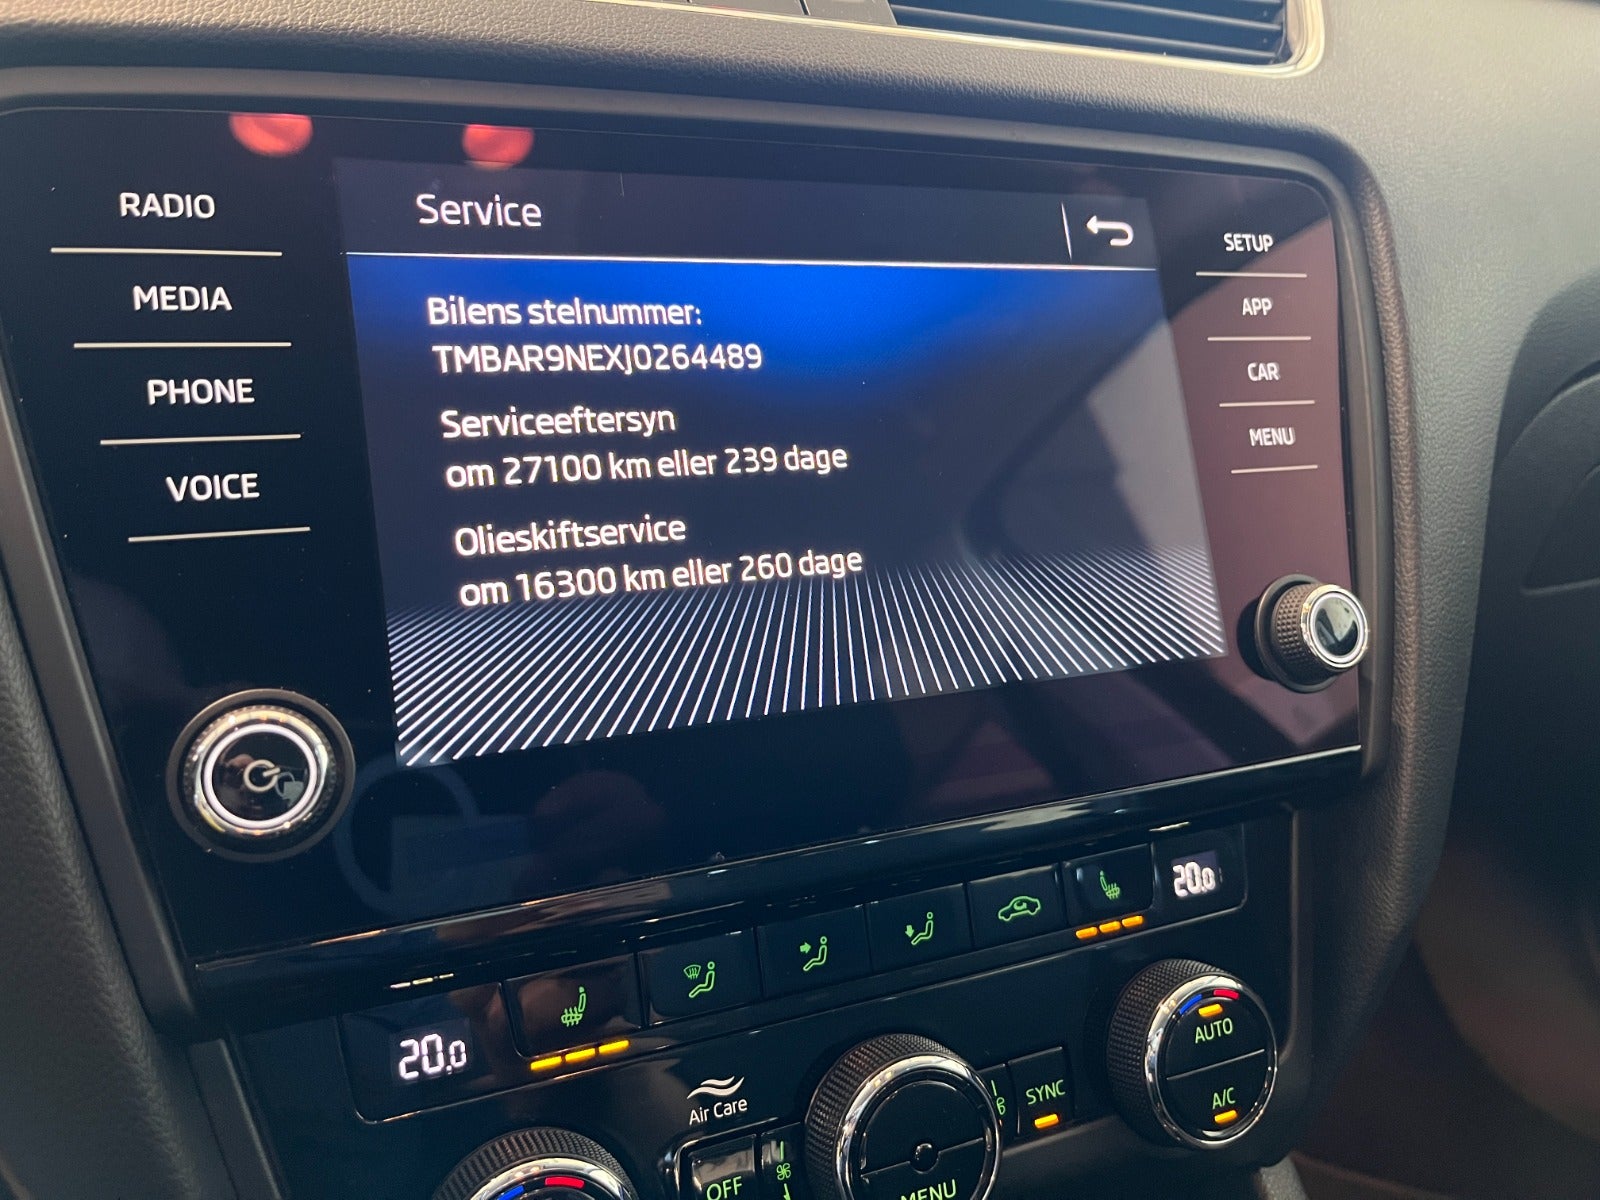 RADIO
MEDIA
PHONE
VOICE
Service
Bilens stelnummer:
TMBAR9NEXJ0264489
Serviceeftersyn
om 27100 km eller 239 dage
Olieskiftservice
om 16300 km eller 260 dage
SETUP
APP
CAR
MENU
20.0
20.0
Air Care
OFF
MENU
SYNC
AUTO
A/C